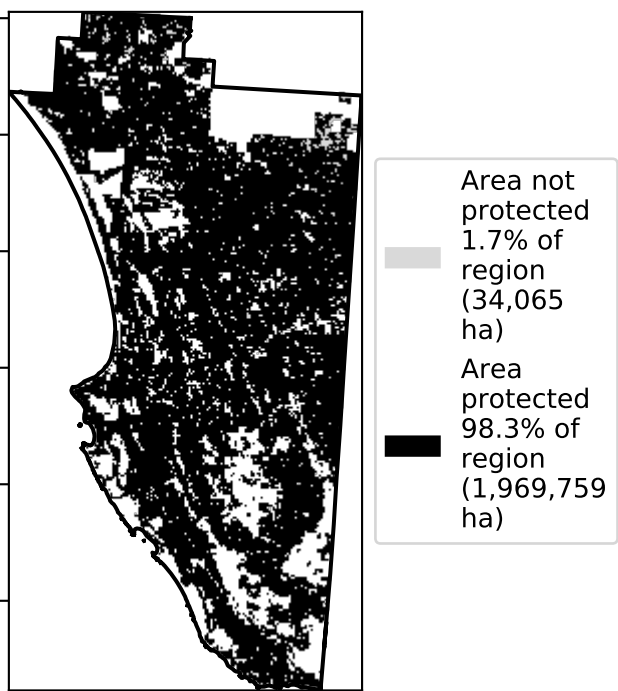 Area not
protected
1.7% of
region
(34,065
ha)
Area
protected
98.3% of
region
(1,969,759
ha)